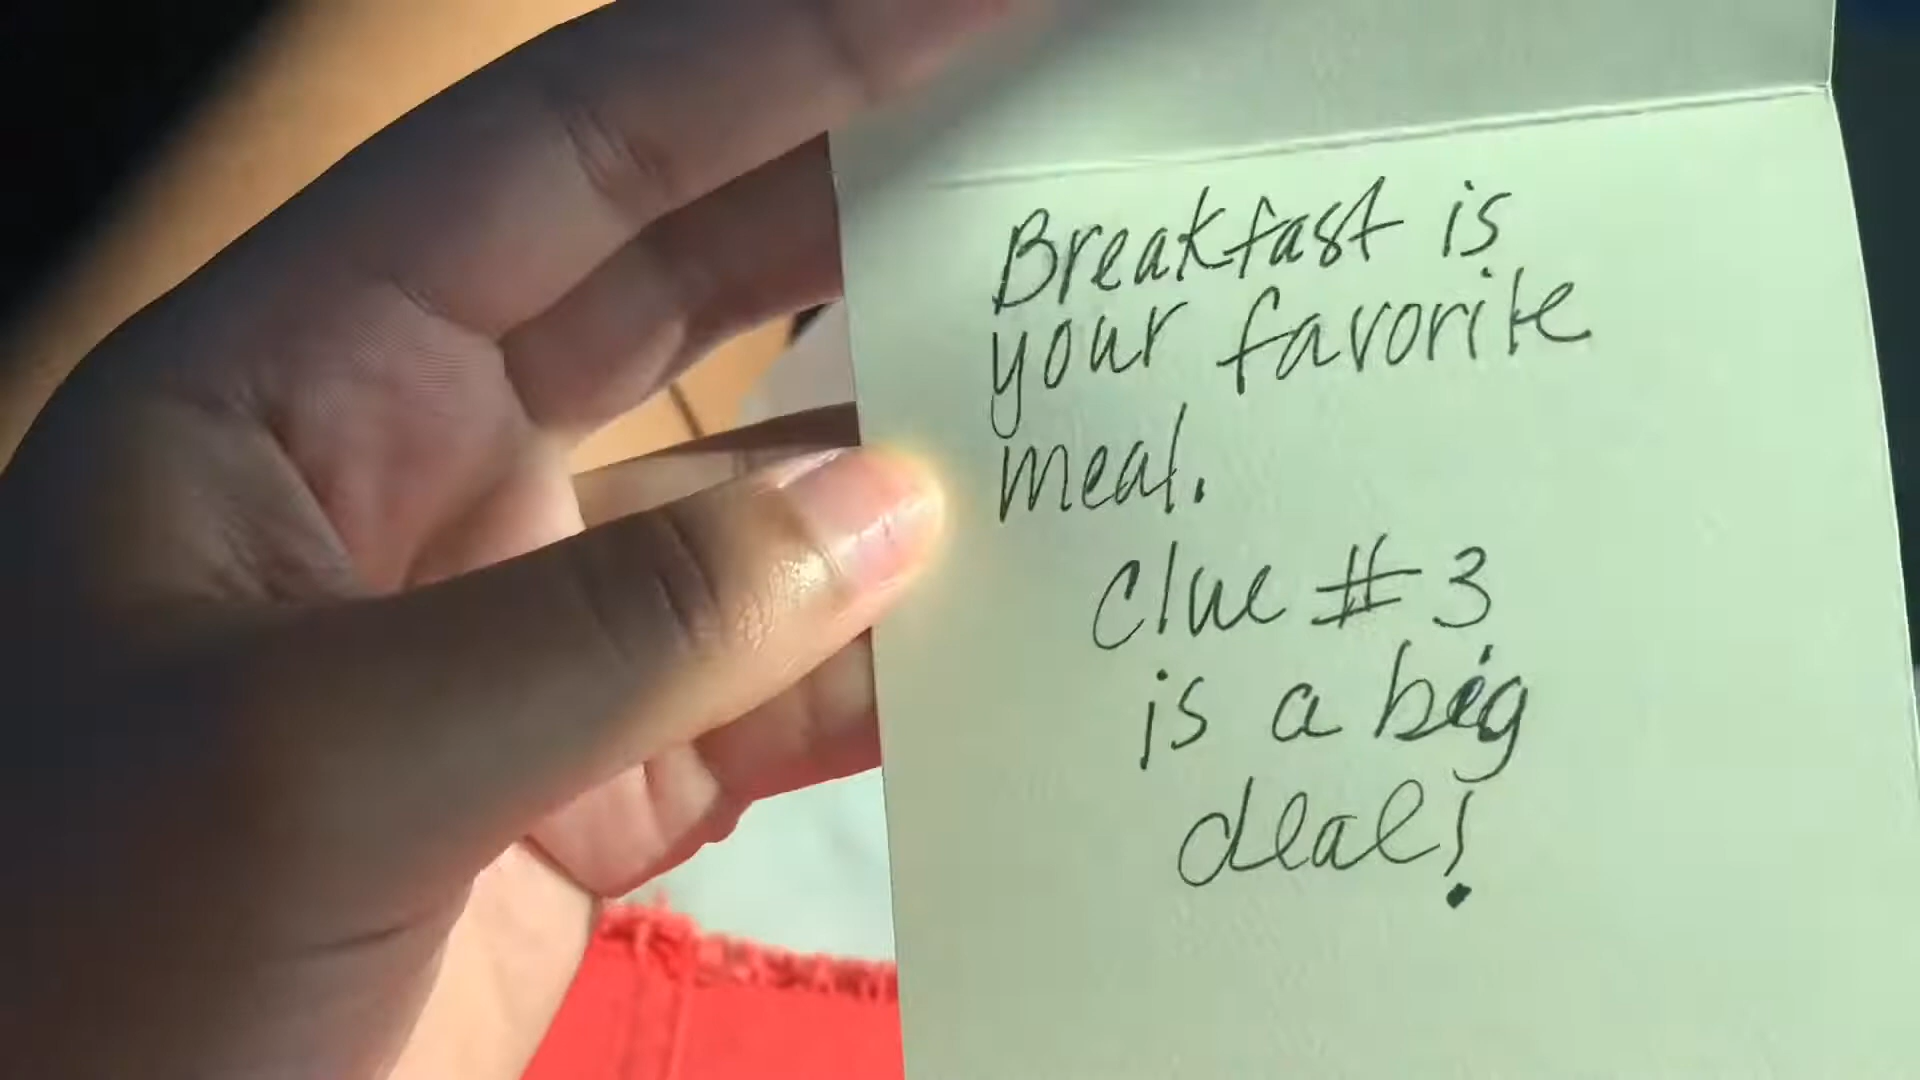 Breakfast is
your favorite
meal.
Clue #3
is a big
deal!